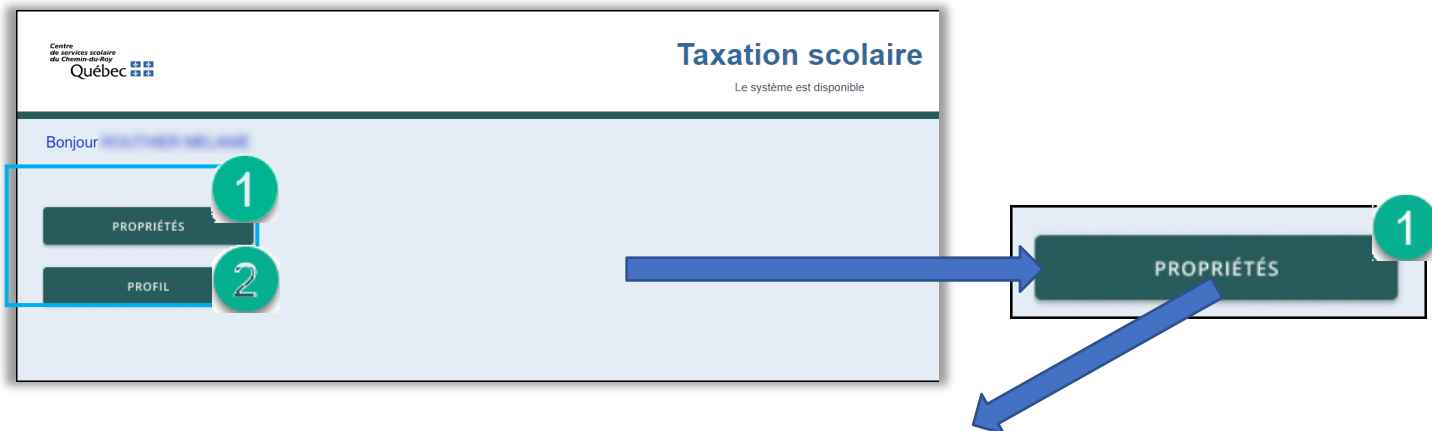 Centre
de services scolaire
du Chemin-du-Roy
Québec
Taxation scolaire
Le système est disponible
Bonjour
1
PROPRIÉTÉS
PROFIL
2
1
PROPRIÉTÉS